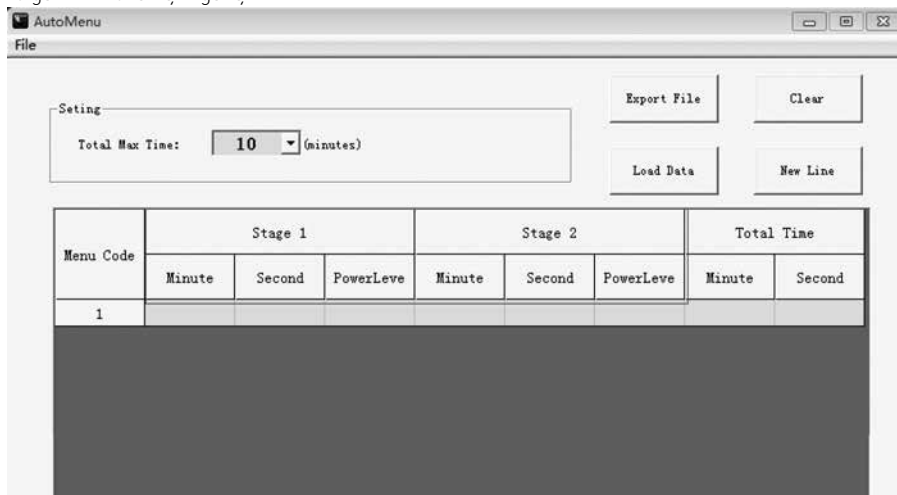 AutoMenu
File
Export File
Clear
Seting
Total Max Time:
10
(minutes)
Load Data
New Line
Menu Code
Stage 1
Stage 2
Total Time
Minute
Second
PowerLeve
Minute
Second
PowerLeve
Minute
Second
1